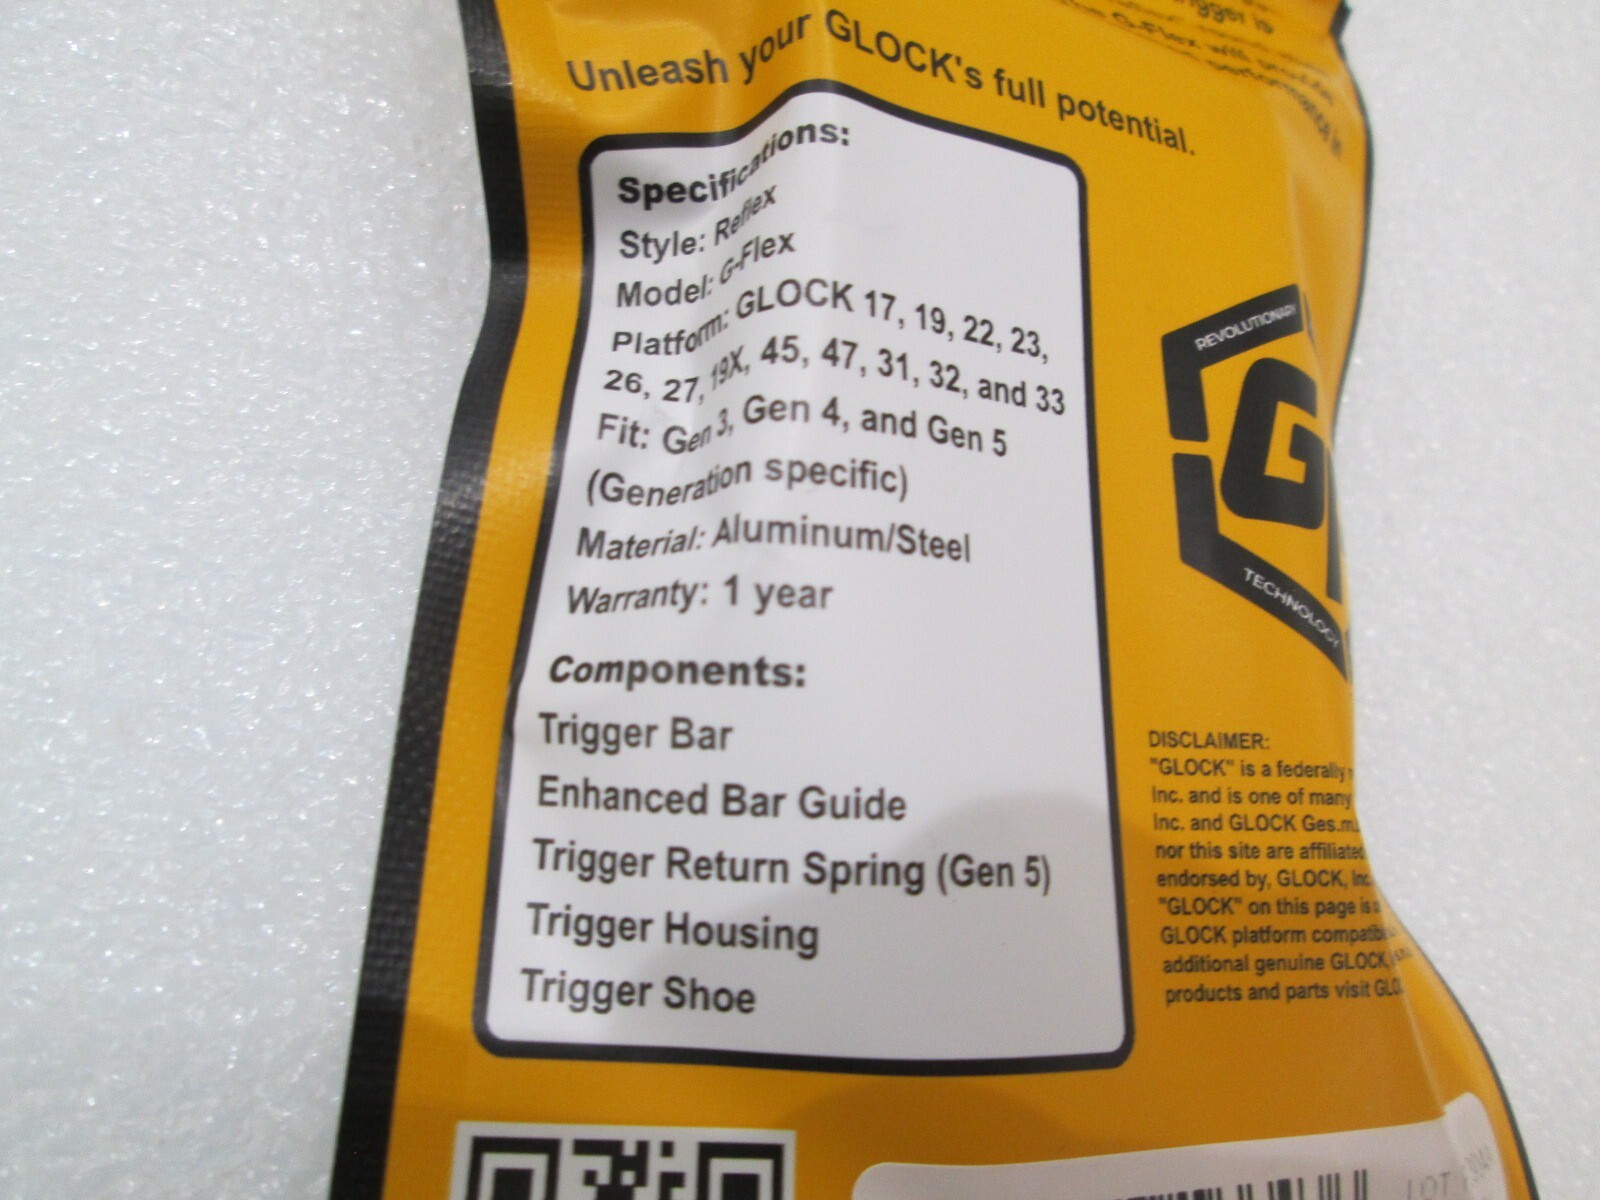 Unleash your GLOCK's full potential.
Specifications:
Style: Reflex
Model: G-Flex
Platform: GLOCK 17, 19, 22, 23,
26, 27, 19X, 45, 47, 31, 32, and 33
Fit: Gen 3, Gen 4, and Gen 5
(Generation specific)
Material: Aluminum/Steel
Warranty: 1 year
Components:
Trigger Bar
Enhanced Bar Guide
Trigger Return Spring (Gen 5)
Trigger Housing
Trigger Shoe
REVOLUTIONARY
G
TECHNOLOGY
DISCLAIMER:
"GLOCK" is a federally
Inc. and is one of many
Inc. and GLOCK Ges.m.
nor this site are affiliated
endorsed by, GLOCK, Inc
"GLOCK" on this page is
GLOCK platform
additional genuine GLOCK,
products and parts visit
LOT